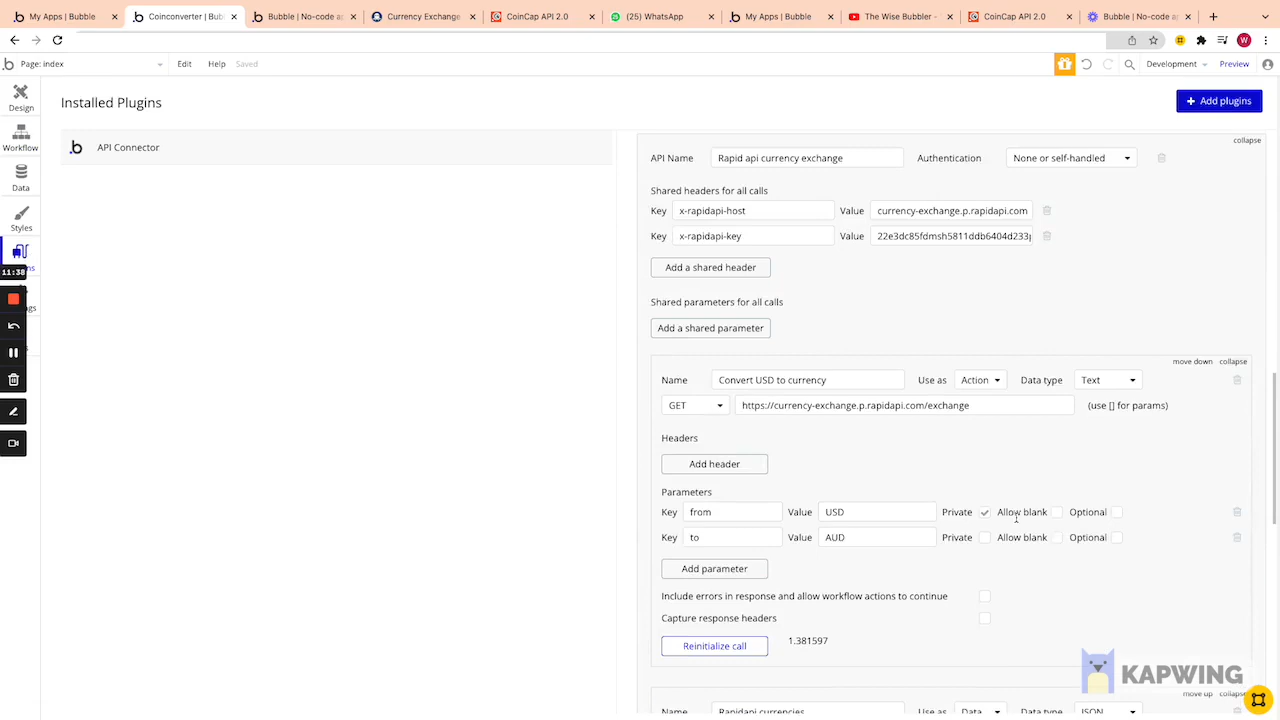 My Apps | Bubble
Coinconverter | Bub
Bubble | No-code ap
Currency Exchange
CoinCap API 2.0
(25) WhatsApp
My Apps | Bubble
The Wise Bubbler -
CoinCap API 2.0
Bubble | No-code ap
W
Page: index
Edit
Help
Saved
Development
Preview
Design
Installed Plugins
+ Add plugins
Workflow
API Connector
collapse
API Name
Rapid api currency exchange
Authentication
None or self-handled
Data
Shared headers for all calls
Key
x-rapidapi-host
Value
currency-exchange.p.rapidapi.com
Styles
Key
x-rapidapi-key
Value
22e3dc85fdmsh5811ddb6404d233
11:38
Add a shared header
Shared parameters for all calls
Add a shared parameter
move down
collapse
Name
Convert USD to currency
Use as
Action
Data type
Text
GET
https://currency-exchange.p.rapidapi.com/exchange
(use [] for params)
Headers
Add header
Parameters
Key
from
Value
USD
Private
Allow blank
Optional
Key
to
Value
AUD
Private
Allow blank
Optional
Add parameter
Include errors in response and allow workflow actions to continue
Capture response headers
Reinitialize call
1.381597
KAPWING
move up
collapse
Name
Rapidapi currencies
Use as
Data
Data type
JSON